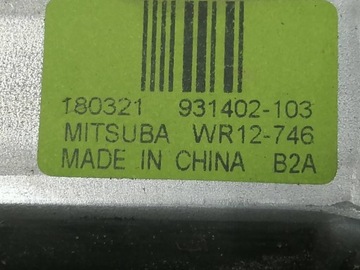 180321 931402-103
MITSUBA WR12-746
MADE IN CHINA B2A